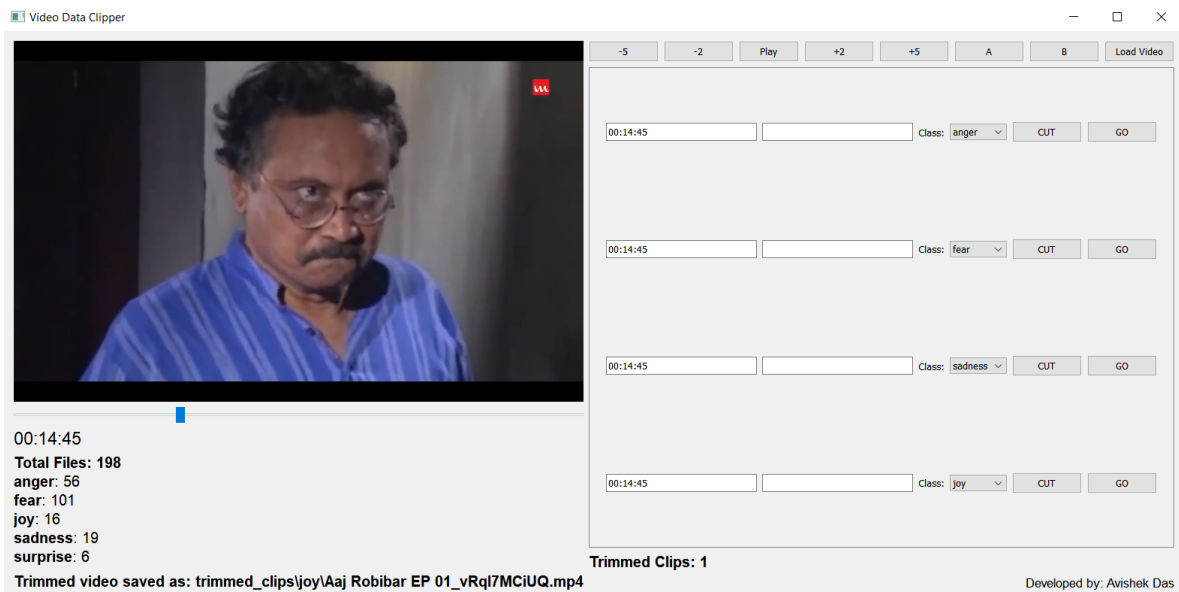 Video Data Clipper
-5 -2 Play +2 +5 A B Load Video
00:14:45 Class: anger CUT GO
00:14:45 Class: fear CUT GO
00:14:45 Class: sadness CUT GO
00:14:45 Class: joy CUT GO
00:14:45
Total Files: 198
anger: 56
fear: 101
joy: 16
sadness: 19
surprise: 6
Trimmed video saved as: trimmed_clips\joy\Aaj Robibar EP 01_vRql7MCiUQ.mp4
Trimmed Clips: 1
Developed by: Avishek Das